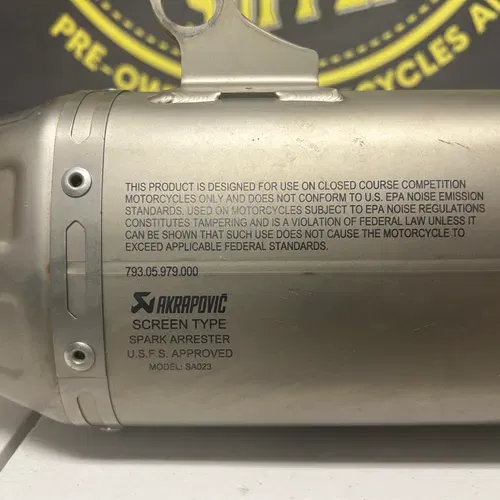 PRE-OW
CYCLES A
THIS PRODUCT IS DESIGNED FOR USE ON CLOSED COURSE COMPETITION
MOTORCYCLES ONLY AND DOES NOT CONFORM TO U.S. EPA NOISE EMISSION
STANDARDS. USED ON MOTORCYCLES SUBJECT TO EPA NOISE REGULATIONS
CONSTITUTES TAMPERING AND IS A VIOLATION OF FEDERAL LAW UNLESS IT
CAN BE SHOWN THAT SUCH USE DOES NOT CAUSE THE MOTORCYCLE TO
EXCEED APPLICABLE FEDERAL STANDARDS.
793.05.979.000
AKRAPOVIČ
SCREEN TYPE
SPARK ARRESTER
U.S.F.S. APPROVED
MODEL: SA023